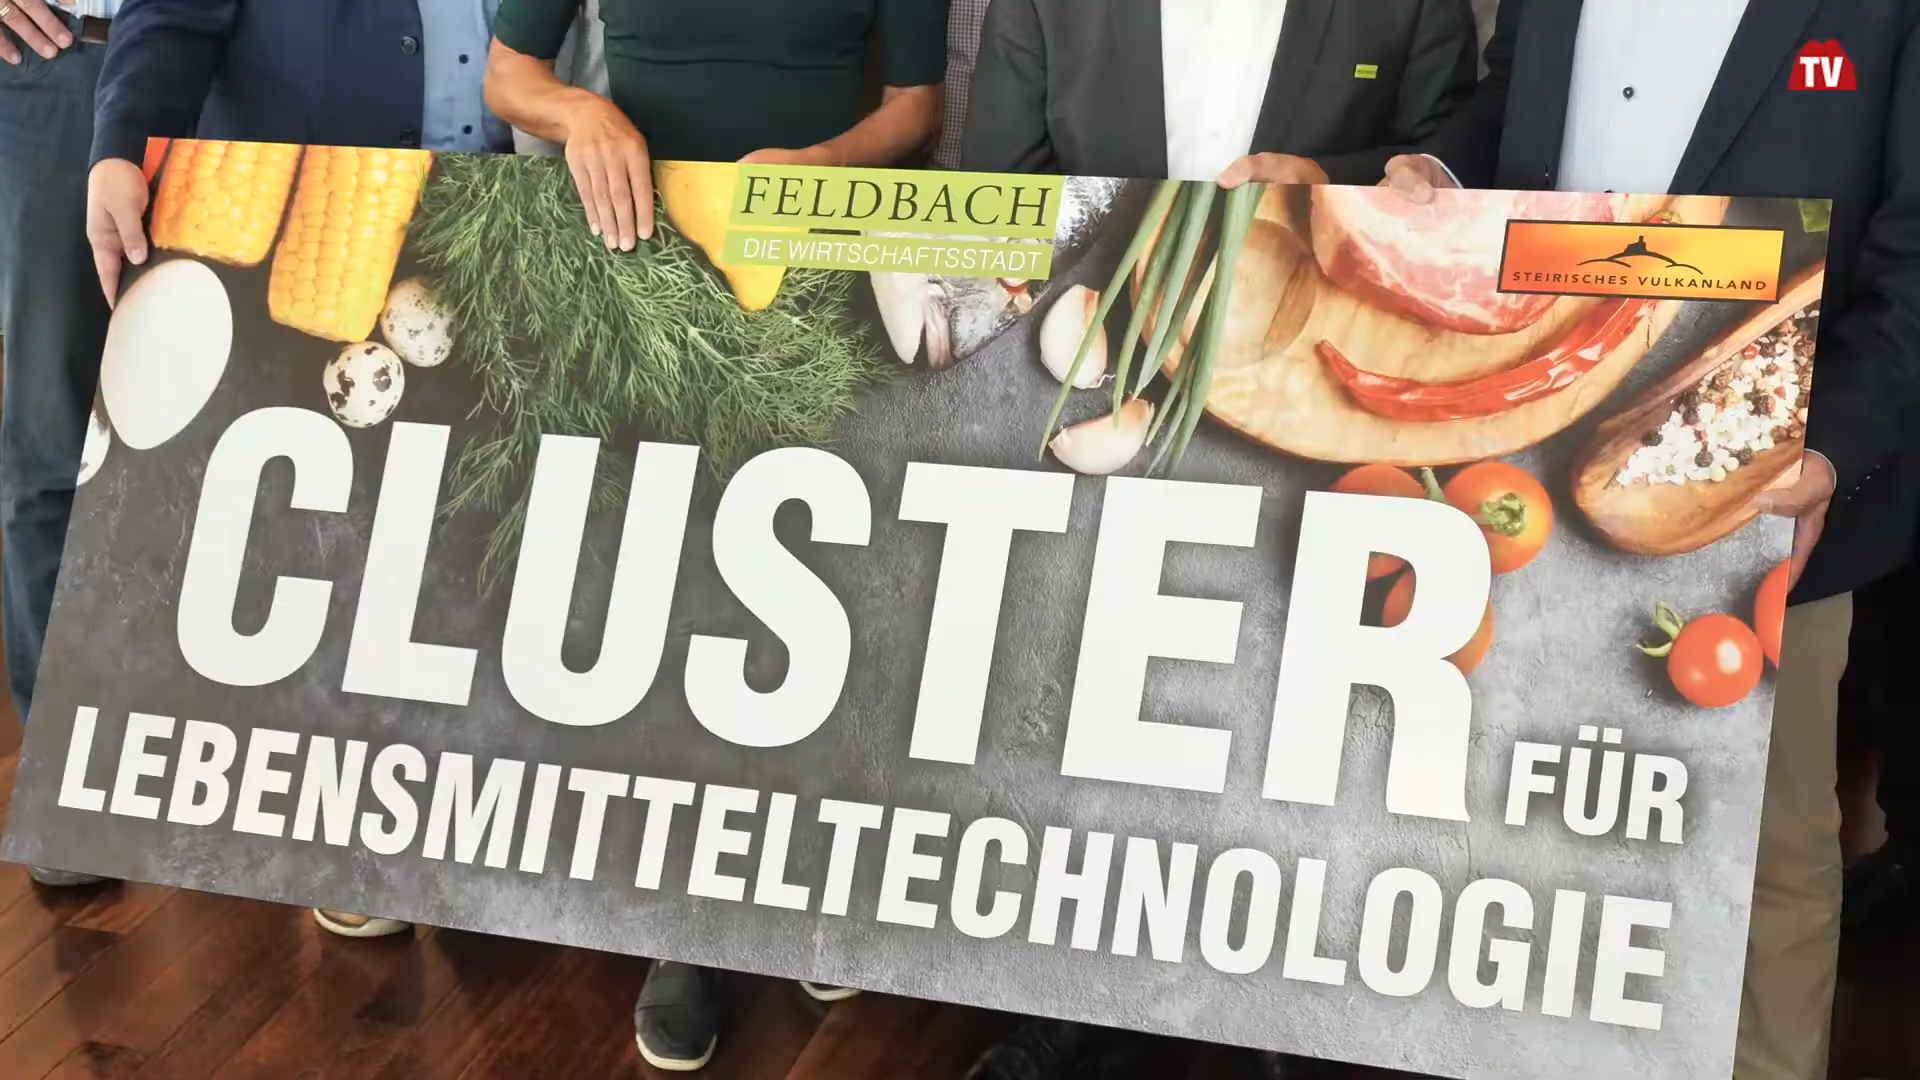 TV
FELDBACH
DIE WIRTSCHAFTSSTADT
STEIRISCHES VULKANLAND
CLUSTER FÜR
LEBENSMITTELTECHNOLOGIE